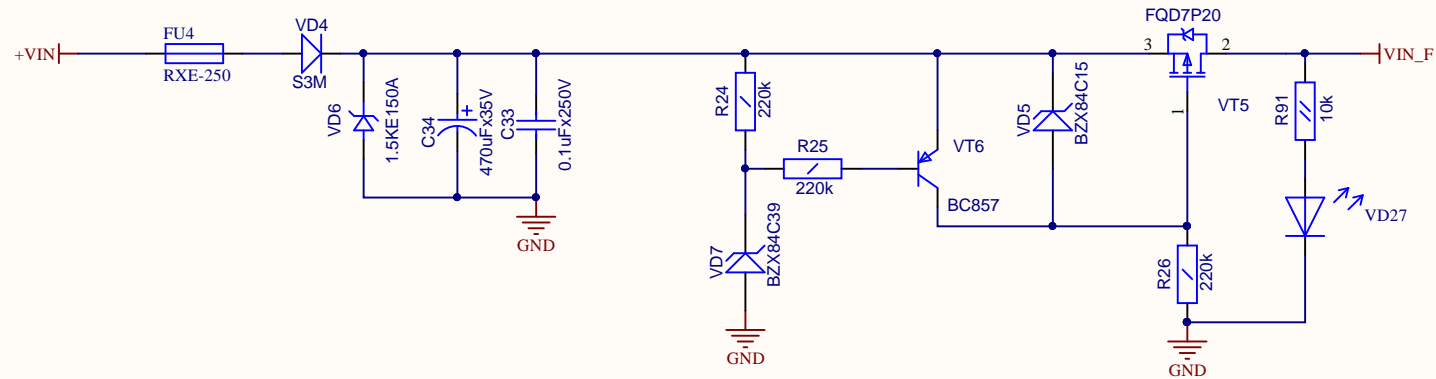 +VIN
FU4
RXE-250
VD4
S3M
VD6
1.5KE150A
C34
470uFx35V
C33
0.1uFx250V
GND
R24
220k
R25
220k
VD7
BZX84C39
GND
VT6
BC857
VD5
BZX84C15
FQD7P20
3
2
1
VT5
R26
220k
GND
R91
10k
VD27
VIN_F